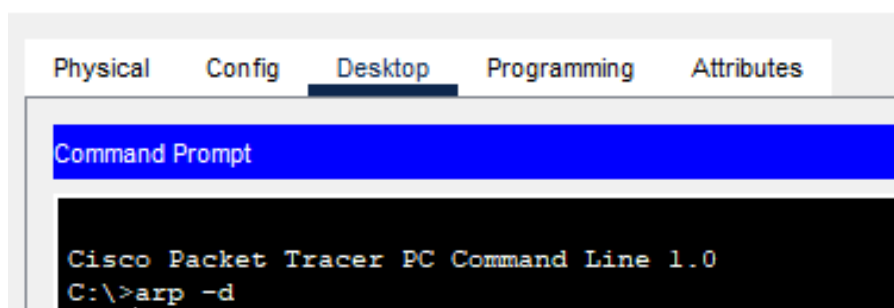 Physical Config Desktop Programming Attributes
Command Prompt
Cisco Packet Tracer PC Command Line 1.0
C:\>arp -d